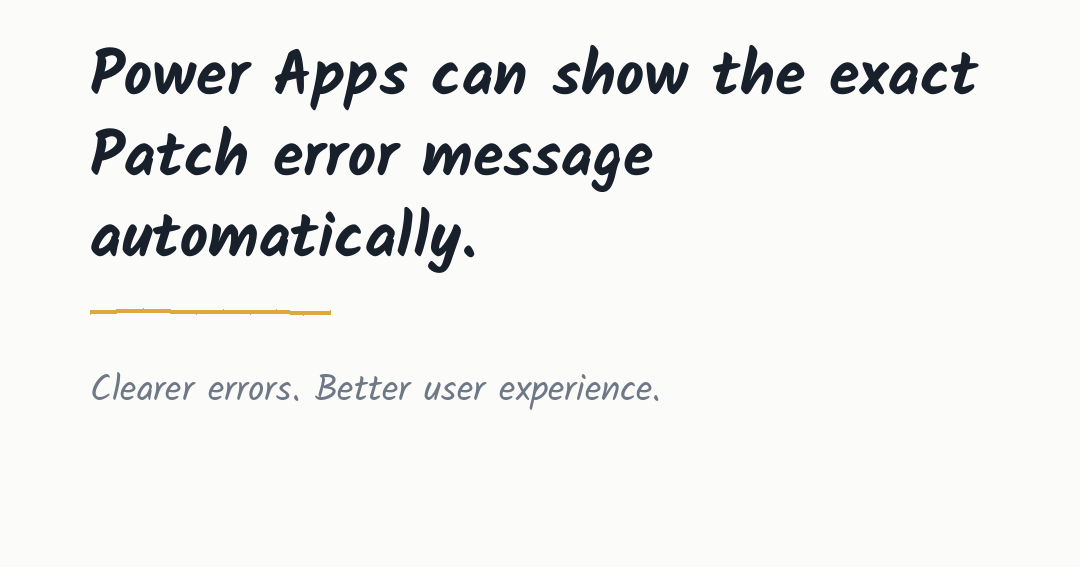 Power Apps can show the exact
Patch error message
automatically.
Clearer errors. Better user experience.